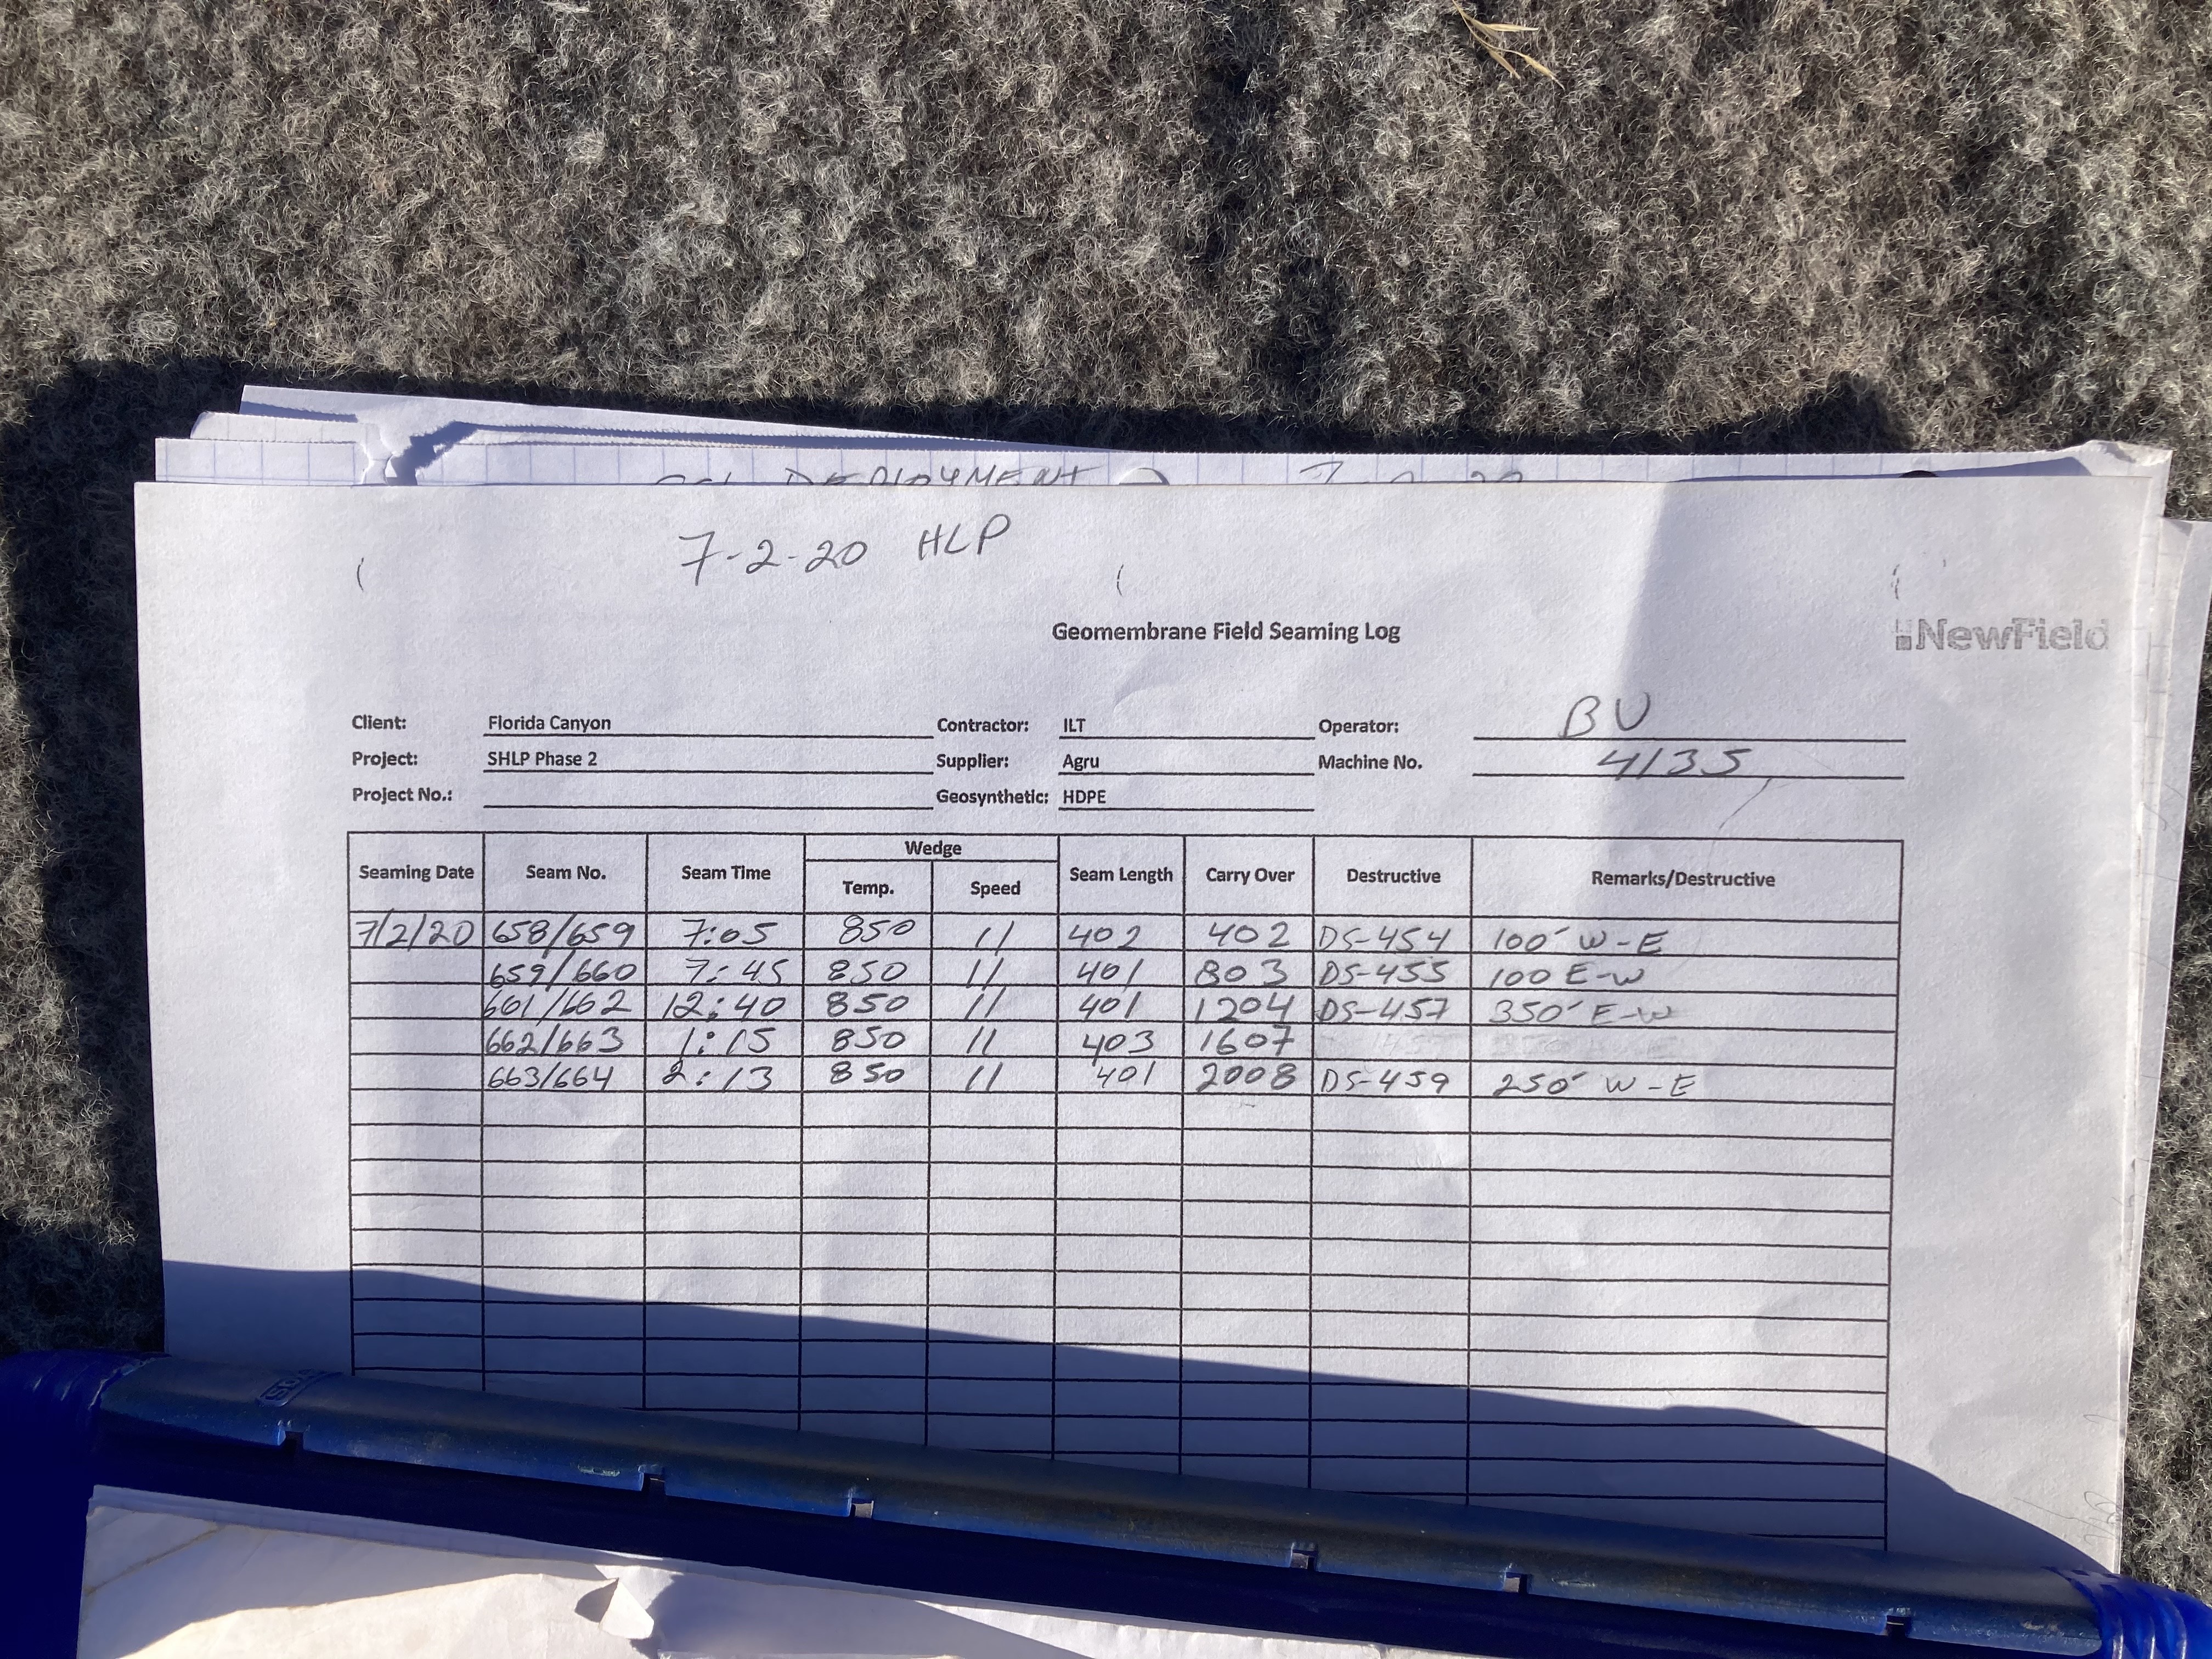 DEPLOYMENT
7-2-20 HLP
Geomembrane Field Seaming Log
NewField
Client: Florida Canyon Contractor: ILT Operator: BU
Project: SHLP Phase 2 Supplier: Agru Machine No. 4135
Project No.: Geosynthetic: HDPE
Wedge
Seaming Date Seam No. Seam Time Temp. Speed Seam Length Carry Over Destructive Remarks/Destructive
7/2/20 658/659 7:05 850 11 402 402 DS-454 100' W-E
659/660 7:45 850 11 401 803 DS-455 100 E-W
661/662 12:40 850 11 401 1204 DS-457 350' E-W
662/663 1:15 850 11 403 1607
663/664 2:13 850 11 401 2008 DS-459 250' W-E